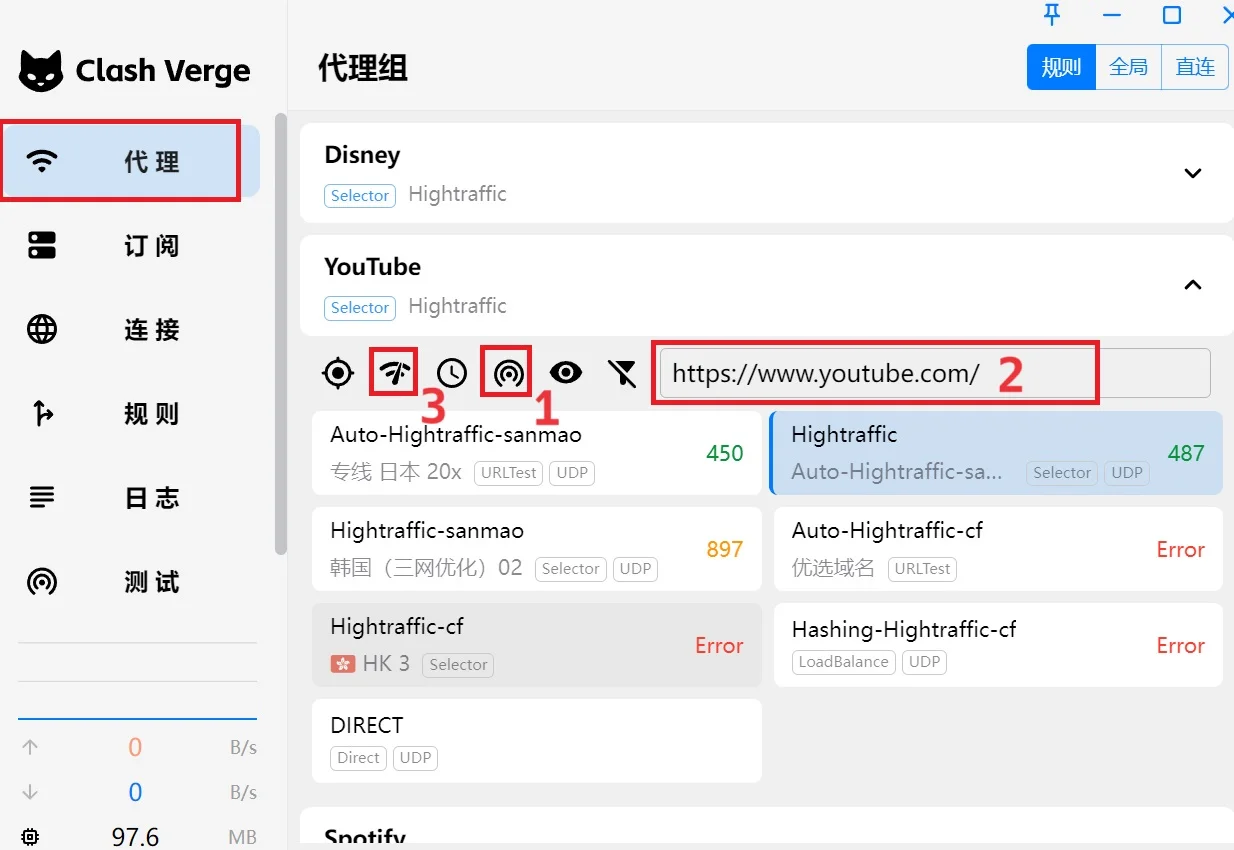 Clash Verge
代理
订阅
连接
规则
日志
测试
0 B/s
0 B/s
97.6 MB
代理组
规则 全局 直连
Disney
Selector Hightraffic
YouTube
Selector Hightraffic
https://www.youtube.com/ 2
3 1
Auto-Hightraffic-sanmao
专线 日本 20x URLTest UDP
450
Hightraffic
Auto-Hightraffic-sa... Selector UDP
487
Hightraffic-sanmao
韩国（三网优化）02 Selector UDP
897
Auto-Hightraffic-cf
优选域名 URLTest
Error
Hightraffic-cf
HK 3 Selector
Error
Hashing-Hightraffic-cf
LoadBalance UDP
Error
DIRECT
Direct UDP
Spotify